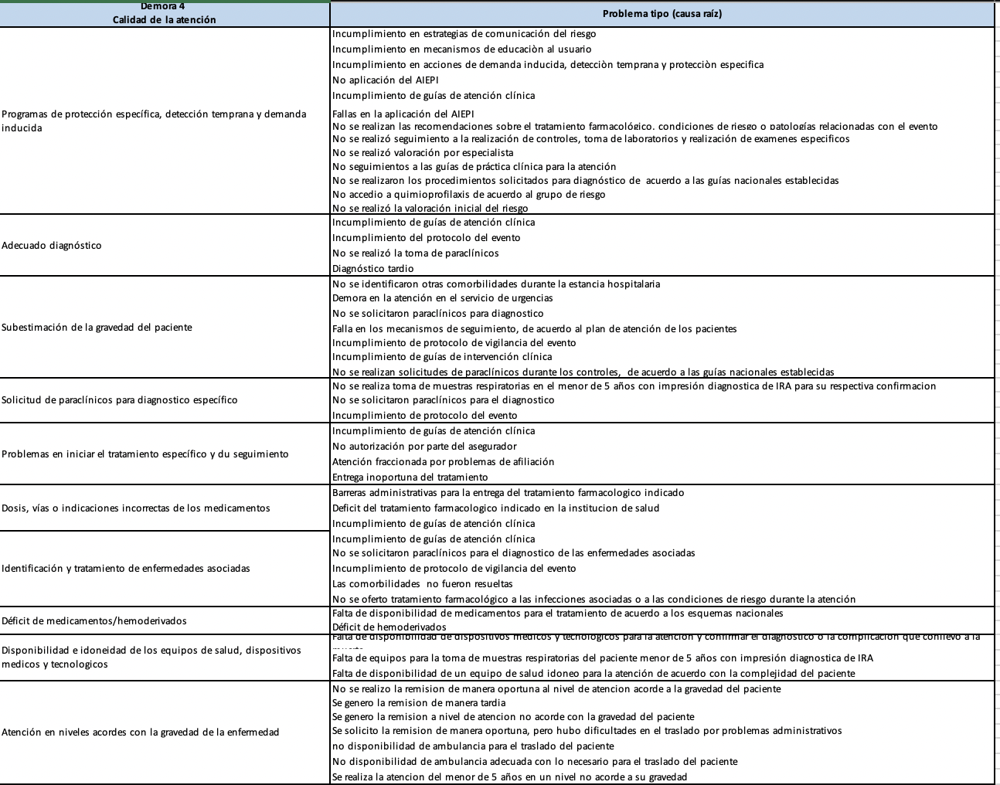 Demora 4
Calidad de la atención
Problema tipo (causa raíz)
Programas de protección específica, detección temprana y demanda
inducida
Incumplimiento en estrategias de comunicación del riesgo
Incumplimiento en mecanismos de educaciòn al usuario
Incumplimiento en acciones de demanda inducida, detecciòn temprana y protecciòn especifica
No aplicación del AIEPI
Incumplimiento de guías de atención clínica
Fallas en la aplicación del AIEPI
No se realizan las recomendaciones sobre el tratamiento farmacológico, condiciones de riesgo o patologías relacionadas con el evento
No se realizó seguimiento a la realización de controles, toma de laboratorios y realización de examenes especificos
No se realizó valoración por especialista
No seguimientos a las guías de práctica clínica para la atención
No se realizaron los procedimientos solicitados para diagnóstico de  acuerdo a las guías nacionales establecidas
No accedio a quimioprofilaxis de acuerdo al grupo de riesgo
No se realizó la valoración inicial del riesgo
Adecuado diagnóstico
Incumplimiento de guías de atención clínica
Incumplimiento del protocolo del evento
No se realizó la toma de paraclínicos
Diagnóstico tardio
Subestimación de la gravedad del paciente
No se identificaron otras comorbilidades durante la estancia hospitalaria
Demora en la atención en el servicio de urgencias
No se solicitaron paraclínicos para diagnostico
Falla en los mecanismos de seguimiento, de acuerdo al plan de atención de los pacientes
Incumplimiento de protocolo de vigilancia del evento
Incumplimiento de guías de intervención clínica
No se realizan solicitudes de paraclínicos durante los controles,  de acuerdo a las guías nacionales establecidas
Solicitud de paraclínicos para diagnostico específico
No se realiza toma de muestras respiratorias en el menor de 5 años con impresión diagnostica de IRA para su respectiva confirmacion
No se solicitaron paraclínicos para el diagnostico
Incumplimiento de protocolo del evento
Problemas en iniciar el tratamiento específico y du seguimiento
Incumplimiento de guías de atención clínica
No autorización por parte del asegurador
Atención fraccionada por problemas de afiliación
Entrega inoportuna del tratamiento
Dosis, vías o indicaciones incorrectas de los medicamentos
Barreras administrativas para la entrega del tratamiento farmacologico indicado
Deficit del tratamiento farmacologico indicado en la institucion de salud
Incumplimiento de guías de atención clínica
Identificación y tratamiento de enfermedades asociadas
Incumplimiento de guías de atención clínica
No se solicitaron paraclínicos para el diagnostico de las enfermedades asociadas
Incumplimiento de protocolo de vigilancia del evento
Las comorbilidades  no fueron resueltas
No se oferto tratamiento farmacológico a las infecciones asociadas o a las condiciones de riesgo durante la atención
Déficit de medicamentos/hemoderivados
Falta de disponibilidad de medicamentos para el tratamiento de acuerdo a los esquemas nacionales
Déficit de hemoderivados
Disponibilidad e idoneidad de los equipos de salud, dispositivos
medicos y tecnologicos
Falta de disponibilidad de dispositivos medicos y tecnologicos para la atención y confirmar el diagnostico o la complicación que conllevo a la
Falta de equipos para la toma de muestras respiratorias del paciente menor de 5 años con impresión diagnostica de IRA
Falta de disponibilidad de un equipo de salud idoneo para la atención de acuerdo con la complejidad del paciente
Atención en niveles acordes con la gravedad de la enfermedad
No se realizo la remision de manera oportuna al nivel de atencion acorde a la gravedad del paciente
Se genero la remision de manera tardia
Se genero la remision a nivel de atencion no acorde con la gravedad del paciente
Se solicito la remision de manera oportuna, pero hubo dificultades en el traslado por problemas administrativos
no disponibilidad de ambulancia para el traslado del paciente
No disponibilidad de ambulancia adecuada con lo necesario para el traslado del paciente
Se realiza la atencion del menor de 5 años en un nivel no acorde a su gravedad